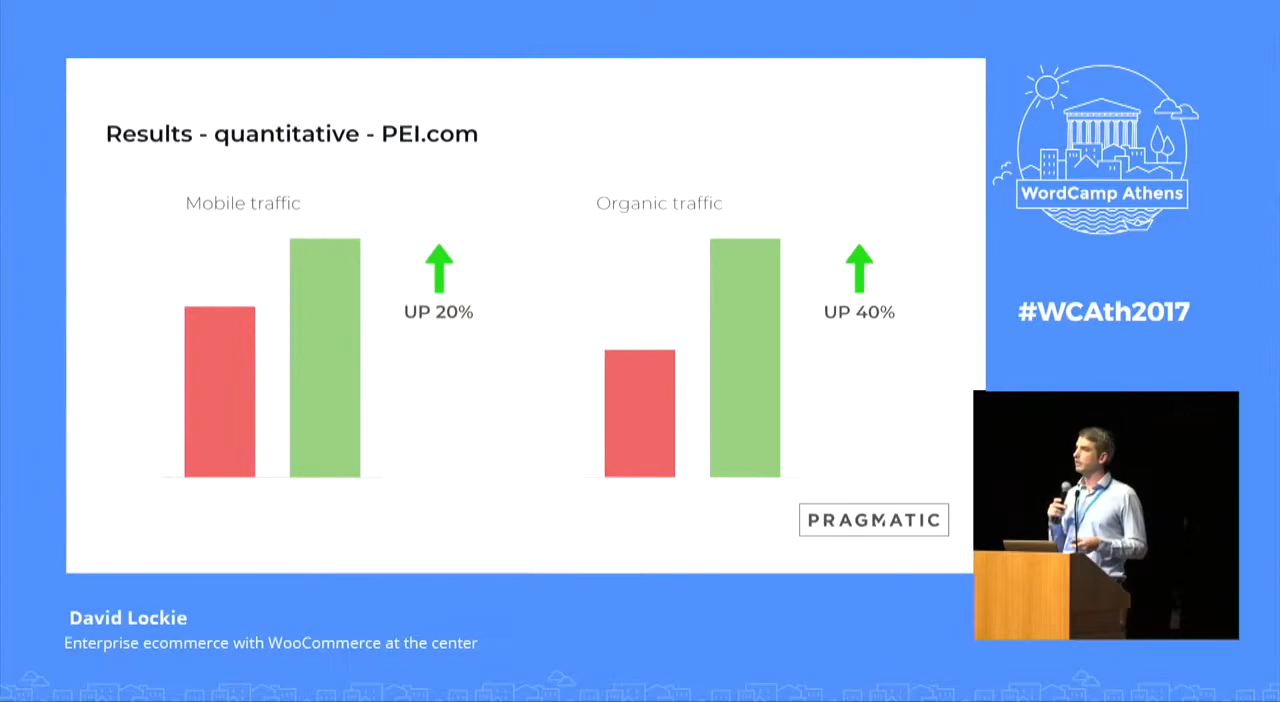 Results - quantitative - PEI.com
Mobile traffic
Organic traffic
UP 20%
UP 40%
PRAGMATIC
WordCamp Athens
#WCAth2017
David Lockie
Enterprise ecommerce with WooCommerce at the center